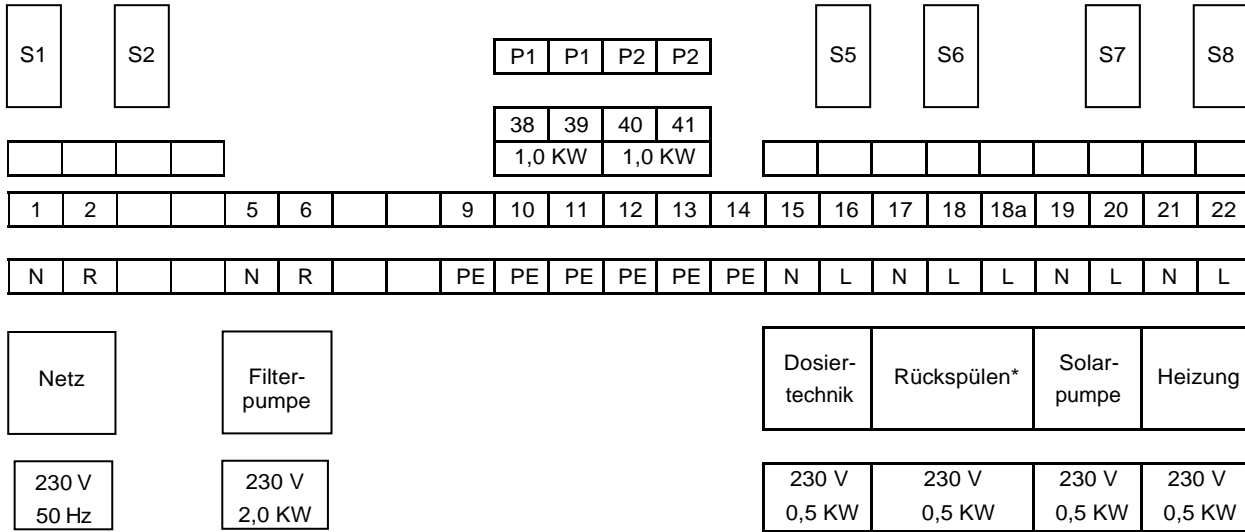 S1 S2 S5 S6 S7 S8
P1 P1 P2 P2
38 39 40 41
1,0 KW 1,0 KW
1 2 5 6 9 10 11 12 13 14 15 16 17 18 18a 19 20 21 22
N R N R PE PE PE PE PE PE N L N L L N L N L
Netz
Filter-
pumpe
Dosier-
technik
Rückspülen*
Solar-
pumpe
Heizung
230 V
50 Hz
230 V
2,0 KW
230 V
0,5 KW
230 V
0,5 KW
230 V
0,5 KW
230 V
0,5 KW